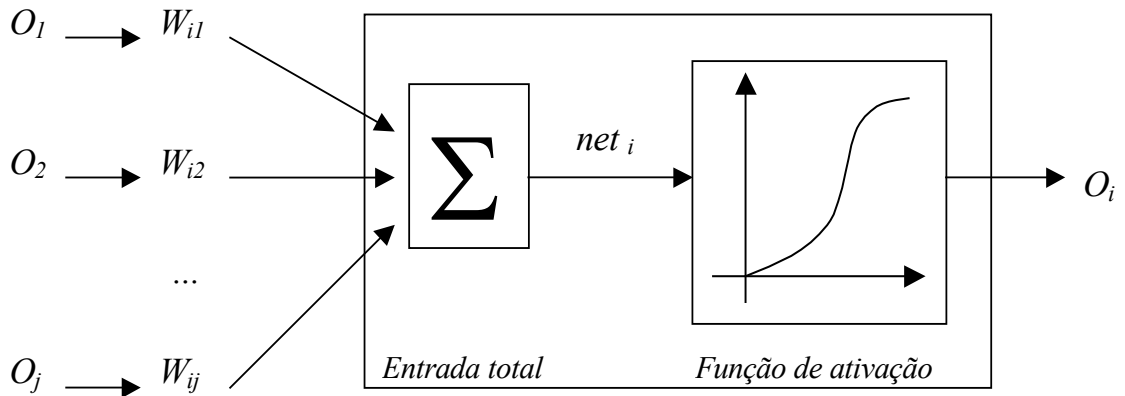 O1 Wi1
O2 Wi2 Σ net i Oi
...
Oj Wij Entrada total Função de ativação